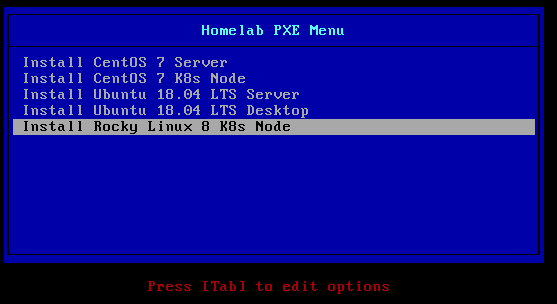 Homelab PXE Menu
Install CentOS 7 Server
Install CentOS 7 K8s Node
Install Ubuntu 18.04 LTS Server
Install Ubuntu 18.04 LTS Desktop
Install Rocky Linux 8 K8s Node
Press [Tab] to edit options